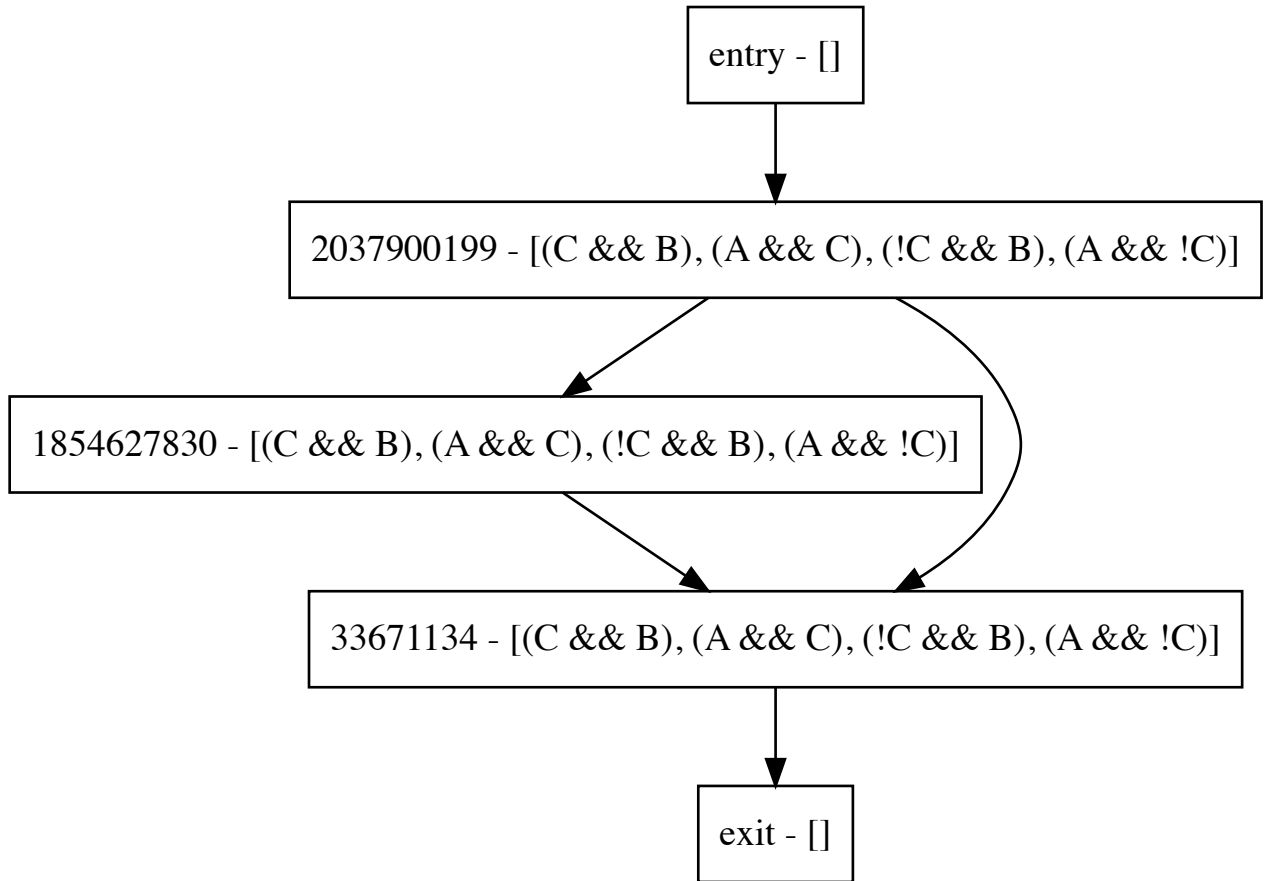 entry - []
2037900199 - [(C && B), (A && C), (!C && B), (A && !C)]
1854627830 - [(C && B), (A && C), (!C && B), (A && !C)]
33671134 - [(C && B), (A && C), (!C && B), (A && !C)]
exit - []